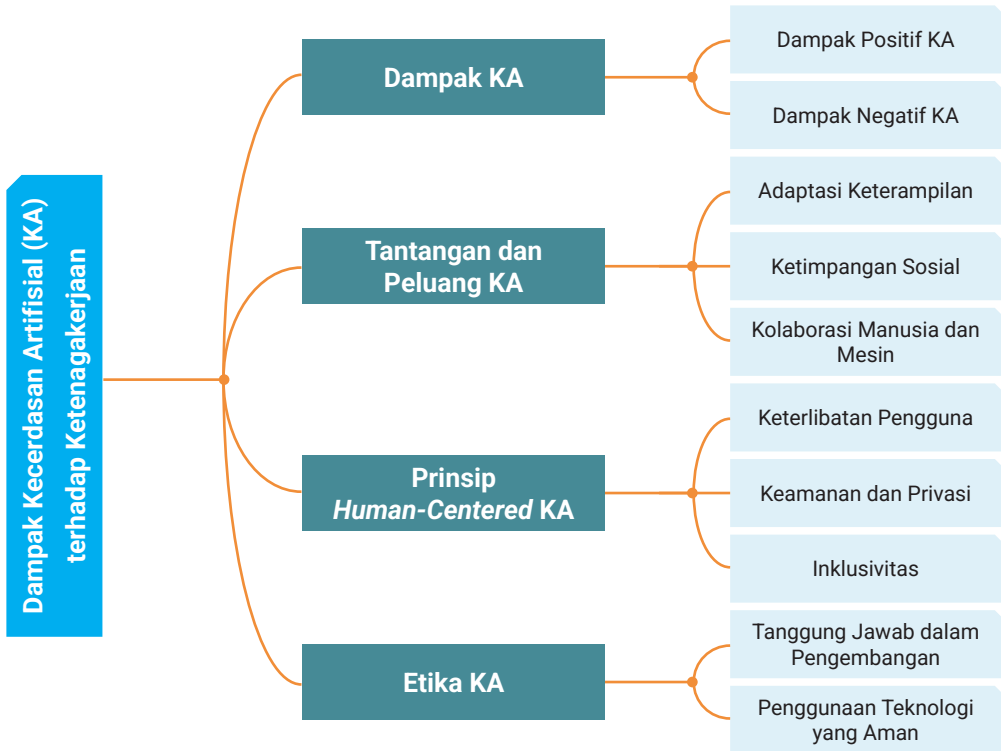 Dampak Kecerdasan Artifisial (KA)
terhadap Ketenagakerjaan
Dampak KA
Dampak Positif KA
Dampak Negatif KA
Tantangan dan
Peluang KA
Adaptasi Keterampilan
Ketimpangan Sosial
Kolaborasi Manusia dan
Mesin
Prinsip
Human-Centered KA
Keterlibatan Pengguna
Keamanan dan Privasi
Inklusivitas
Etika KA
Tanggung Jawab dalam
Pengembangan
Penggunaan Teknologi
yang Aman